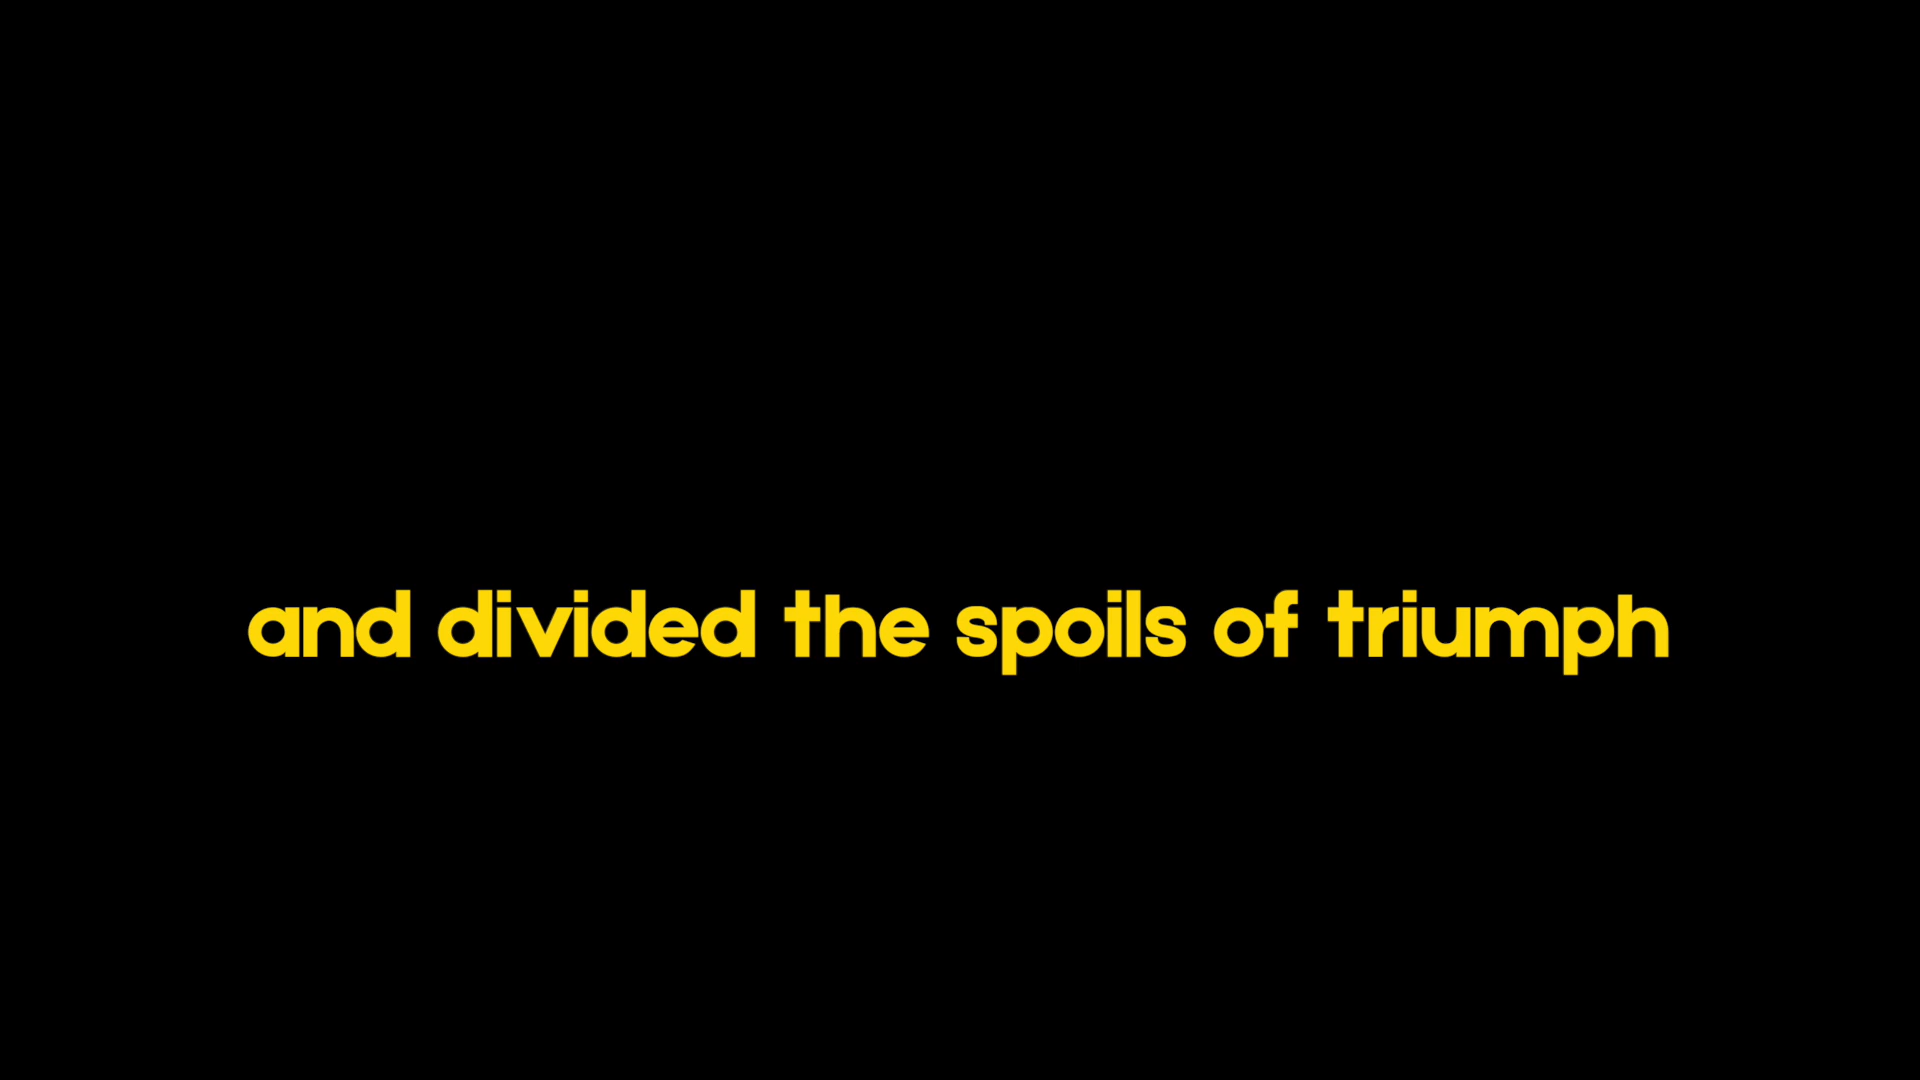 and divided the spoils of triumph